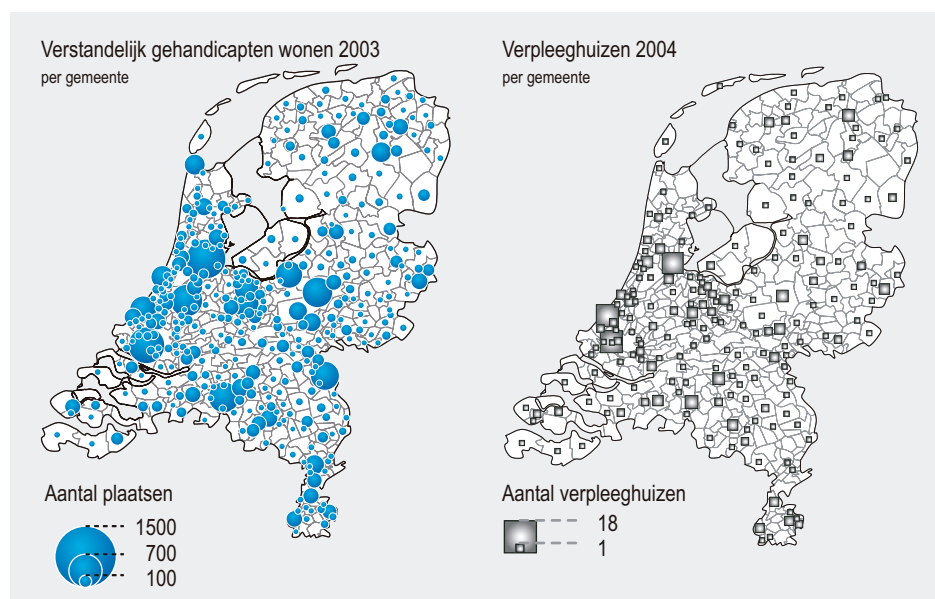 Verstandelijk gehandicapten wonen 2003
per gemeente
Aantal plaatsen
1500
700
100
Verpleeghuizen 2004
per gemeente
Aantal verpleeghuizen
18
1